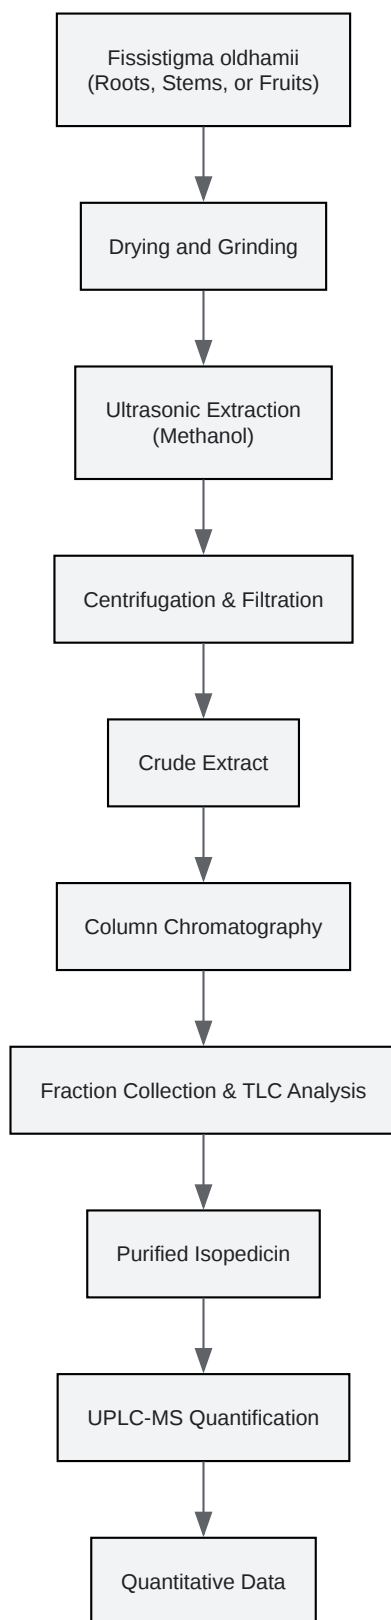 Fissistigma oldhamii
(Roots, Stems, or Fruits)
Drying and Grinding
Ultrasonic Extraction
(Methanol)
Centrifugation & Filtration
Crude Extract
Column Chromatography
Fraction Collection & TLC Analysis
Purified Isopedicin
UPLC-MS Quantification
Quantitative Data